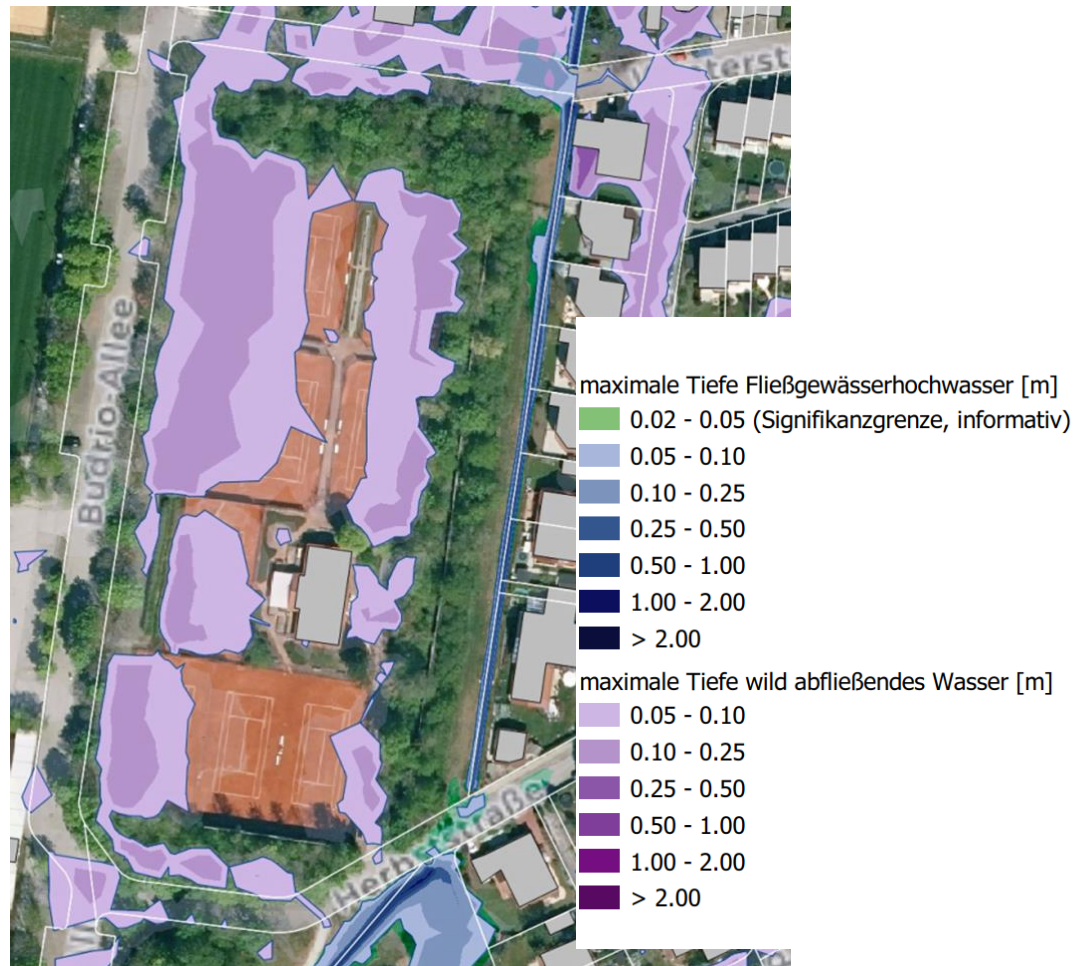 Budrio-Allee
maximale Tiefe Fließgewässerhochwasser [m]
0.02 - 0.05 (Signifikanzgrenze, informativ)
0.05 - 0.10
0.10 - 0.25
0.25 - 0.50
0.50 - 1.00
1.00 - 2.00
> 2.00
maximale Tiefe wild abfließendes Wasser [m]
0.05 - 0.10
0.10 - 0.25
0.25 - 0.50
0.50 - 1.00
1.00 - 2.00
> 2.00